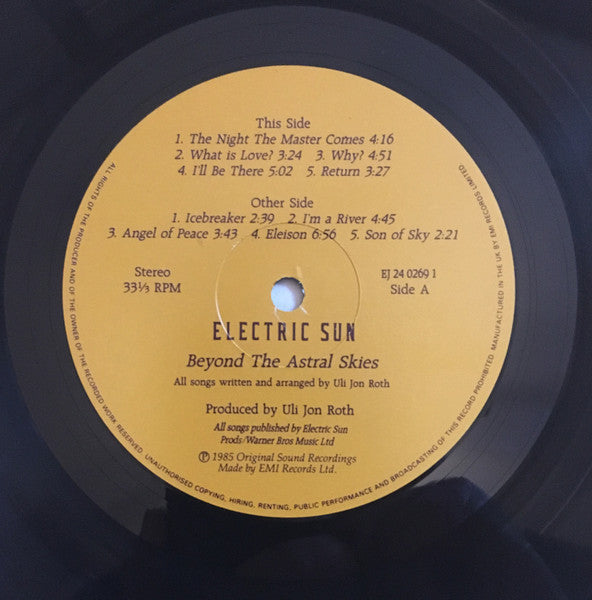 This Side
1. The Night The Master Comes 4:16
2. What is Love? 3:24 3. Why? 4:51
4. I'll Be There 5:02 5. Return 3:27
Other Side
1. Icebreaker 2:39 2. I'm a River 4:45
3. Angel of Peace 3:43 4. Eleison 6:56 5. Son of Sky 2:21
Stereo
33⅓ RPM
EJ 24 0269 1
Side A
ELECTRIC SUN
Beyond The Astral Skies
All songs written and arranged by Uli Jon Roth
Produced by Uli Jon Roth
All songs published by Electric Sun
Prods/Warner Bros Music Ltd
℗ 1985 Original Sound Recordings
Made by EMI Records Ltd.
ALL RIGHTS OF THE PRODUCER AND OF THE OWNER OF THE RECORDED WORK RESERVED. UNAUTHORISED COPYING, HIRING, RENTING, PUBLIC PERFORMANCE AND BROADCASTING OF THIS RECORD PROHIBITED. MANUFACTURED IN THE UK BY EMI RECORDS LIMITED